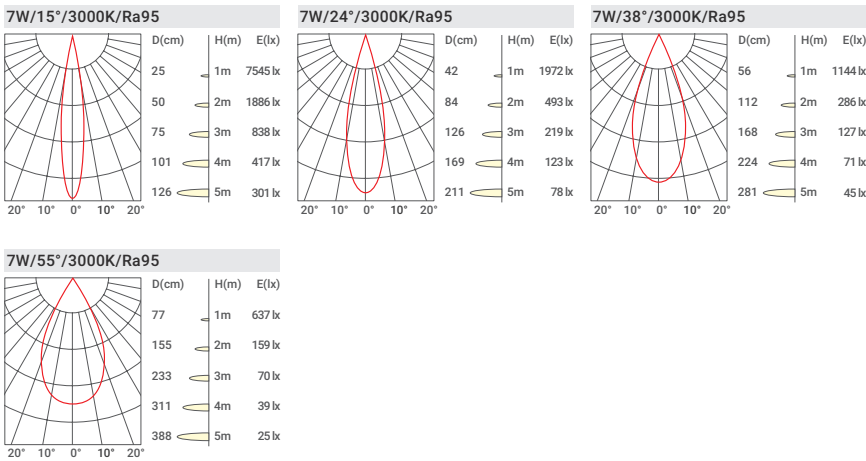 7W/15°/3000K/Ra95
D(cm) H(m) E(lx)
25 1m 7545 lx
50 2m 1886 lx
75 3m 838 lx
101 4m 417 lx
126 5m 301 lx
20° 10° 0° 10° 20°
7W/24°/3000K/Ra95
D(cm) H(m) E(lx)
42 1m 1972 lx
84 2m 493 lx
126 3m 219 lx
169 4m 123 lx
211 5m 78 lx
20° 10° 0° 10° 20°
7W/38°/3000K/Ra95
D(cm) H(m) E(lx)
56 1m 1144 lx
112 2m 286 lx
168 3m 127 lx
224 4m 71 lx
281 5m 45 lx
20° 10° 0° 10° 20°
7W/55°/3000K/Ra95
D(cm) H(m) E(lx)
77 1m 637 lx
155 2m 159 lx
233 3m 70 lx
311 4m 39 lx
388 5m 25 lx
20° 10° 0° 10° 20°